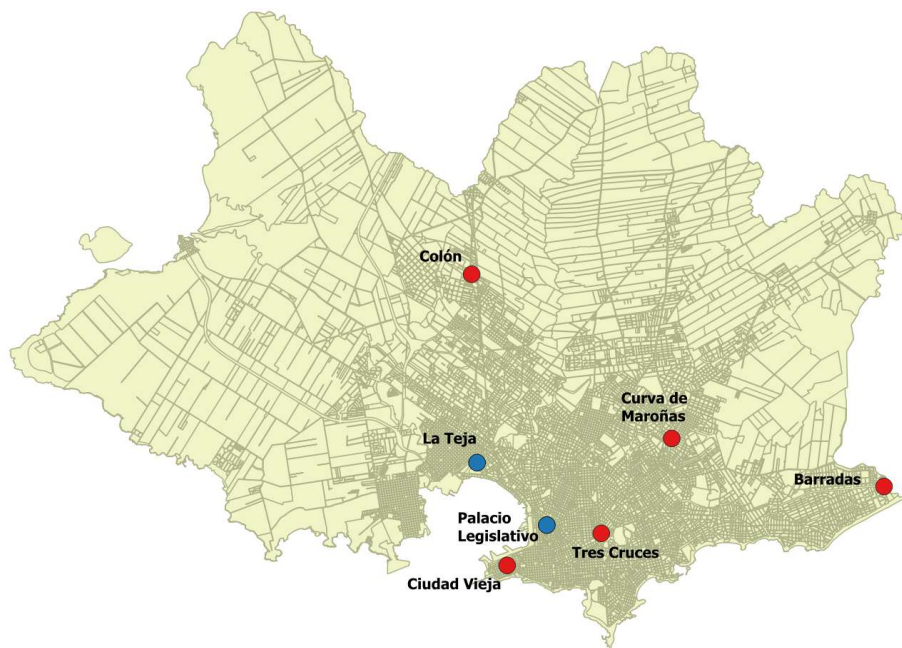 Colón
Curva de
Maroñas
La Teja
Barradas
Palacio
Legislativo
Tres Cruces
Ciudad Vieja